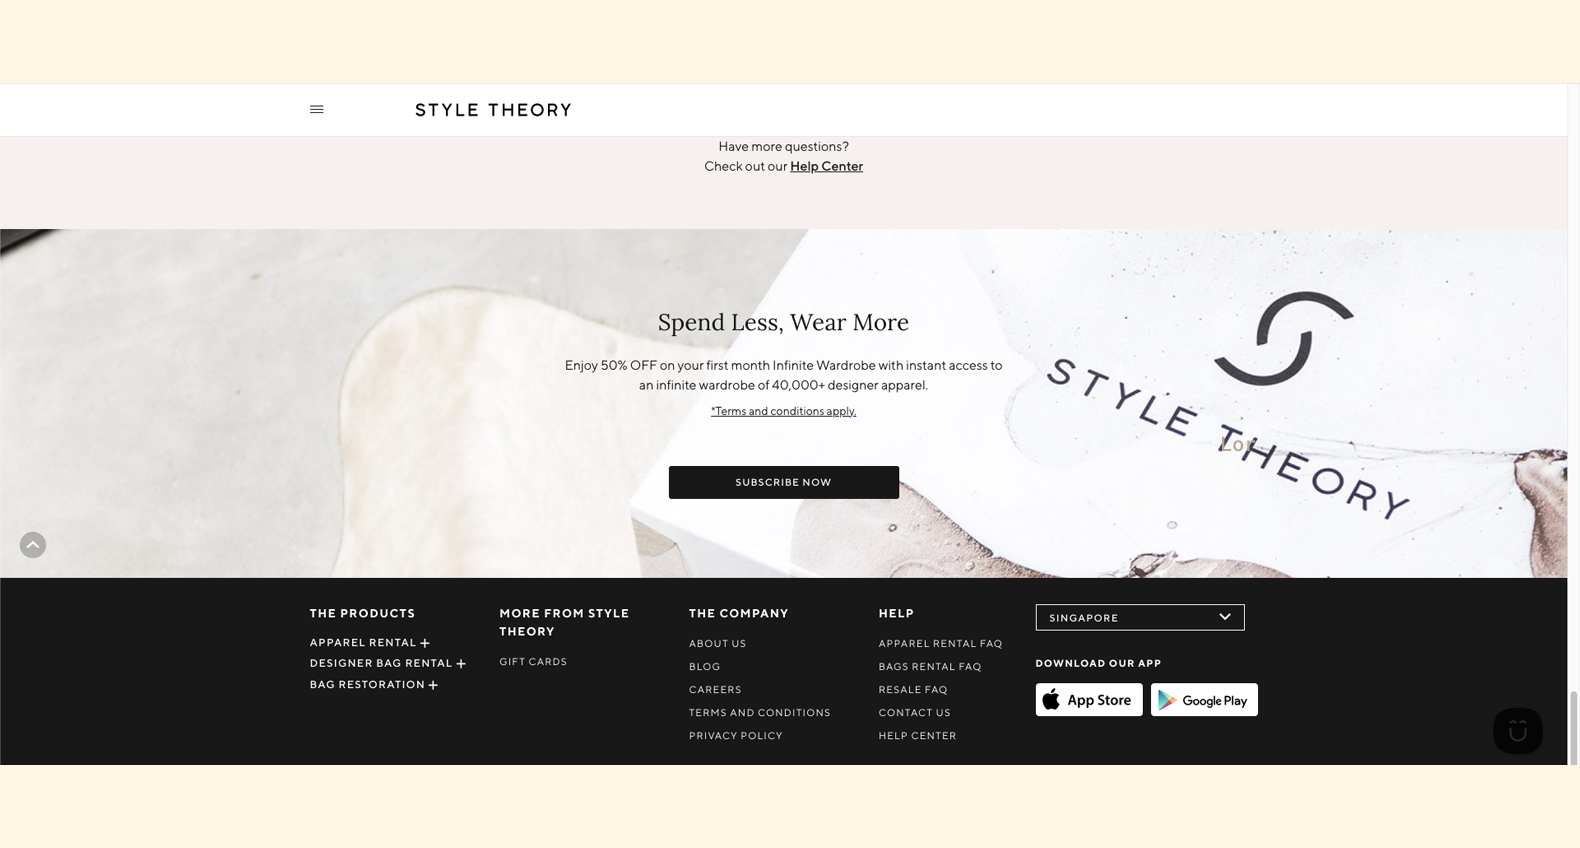 STYLE THEORY
Have more questions?
Check out our Help Center
Spend Less, Wear More
Enjoy 50% OFF on your first month Infinite Wardrobe with instant access to
an infinite wardrobe of 40,000+ designer apparel.
*Terms and conditions apply.
SUBSCRIBE NOW
STYLE THEORY
THE PRODUCTS
APPAREL RENTAL +
DESIGNER BAG RENTAL +
BAG RESTORATION +
MORE FROM STYLE
THEORY
GIFT CARDS
THE COMPANY
ABOUT US
BLOG
CAREERS
TERMS AND CONDITIONS
PRIVACY POLICY
HELP
APPAREL RENTAL FAQ
BAGS RENTAL FAQ
RESALE FAQ
CONTACT US
HELP CENTER
SINGAPORE
DOWNLOAD OUR APP
App Store
Google Play